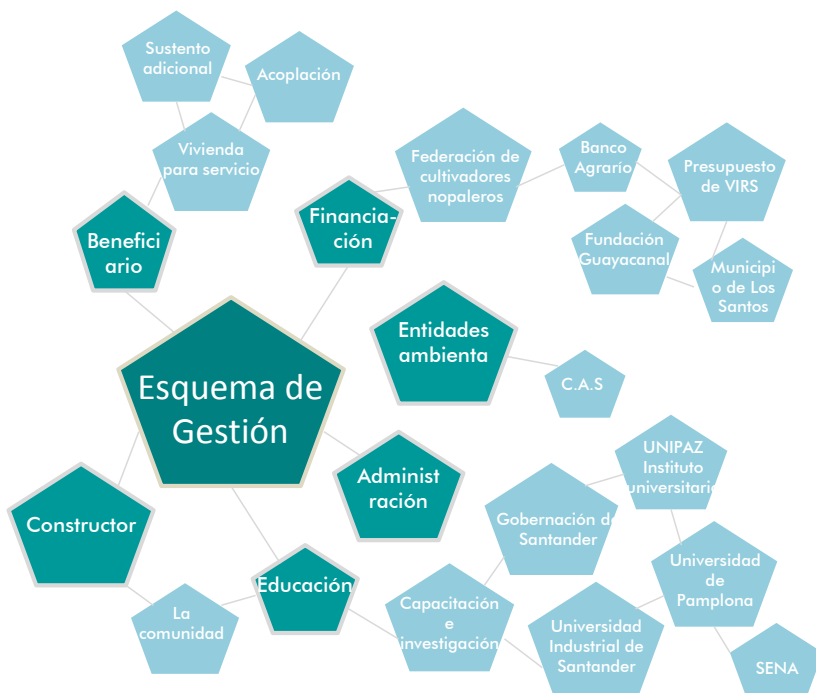 Sustento
adicional
Acoplación
Vivienda
para servicio
Benefici
ario
Financia-
ción
Federación de
cultivadores
nopaleros
Banco
Agrarío
Presupuesto
de VIRS
Fundación
Guayacanal
Municipi
o de Los
Santos
Entidades
ambienta
C.A.S
Esquema de
Gestión
Administ
ración
Constructor
Educación
La
comunidad
Capacitación
e
investigación
Gobernación de
Santander
UNIPAZ
Instituto
universitario
Universidad
de
Pamplona
Universidad
Industrial de
Santander
SENA